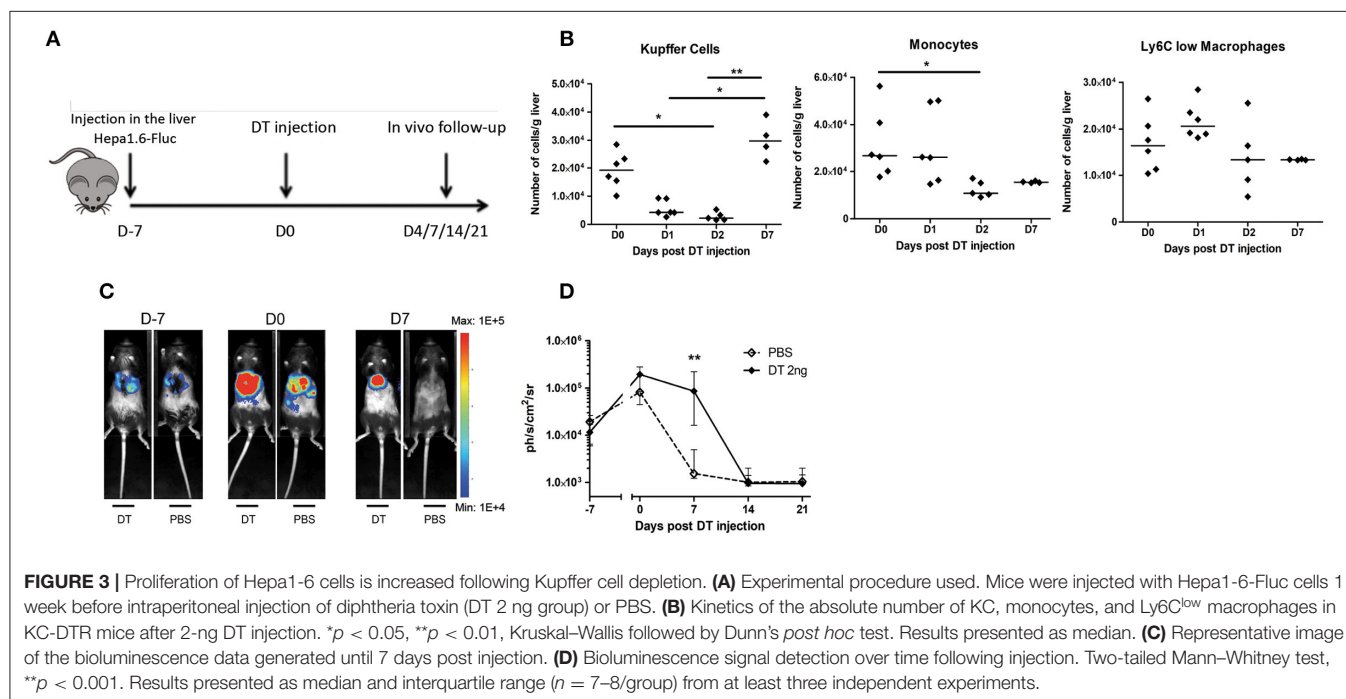 A
Injection in the liver
Hepa1.6-Fluc
DT injection
In vivo follow-up
D-7
D0
D4/7/14/21
B
Kupffer Cells
**
*
*
Number of cells/g liver
5.0×10⁴
4.0×10⁴
3.0×10⁴
2.0×10⁴
1.0×10⁴
0
D0 D1 D2 D7
Days post DT injection
Monocytes
*
Number of cells/g liver
6.0×10⁴
4.0×10⁴
2.0×10⁴
0
D0 D1 D2 D7
Days post DT injection
Ly6C low Macrophages
Number of cells/g liver
3.0×10⁴
2.0×10⁴
1.0×10⁴
0
D0 D1 D2 D7
Days post DT injection
C
D-7 D0 D7
Max: 1E+5
Min: 1E+4
DT PBS DT PBS DT PBS
D
ph/s/cm²/sr
1.0×10⁶
1.0×10⁵
1.0×10⁴
1.0×10³
**
PBS
DT 2ng
-7 0 7 14 21
Days post DT injection
FIGURE 3 | Proliferation of Hepa1-6 cells is increased following Kupffer cell depletion. (A) Experimental procedure used. Mice were injected with Hepa1-6-Fluc cells 1
week before intraperitoneal injection of diphtheria toxin (DT 2 ng group) or PBS. (B) Kinetics of the absolute number of KC, monocytes, and Ly6Cˡᵒʷ macrophages in
KC-DTR mice after 2-ng DT injection. *p < 0.05, **p < 0.01, Kruskal–Wallis followed by Dunn's post hoc test. Results presented as median. (C) Representative image
of the bioluminescence data generated until 7 days post injection. (D) Bioluminescence signal detection over time following injection. Two-tailed Mann–Whitney test,
**p < 0.001. Results presented as median and interquartile range (n = 7–8/group) from at least three independent experiments.